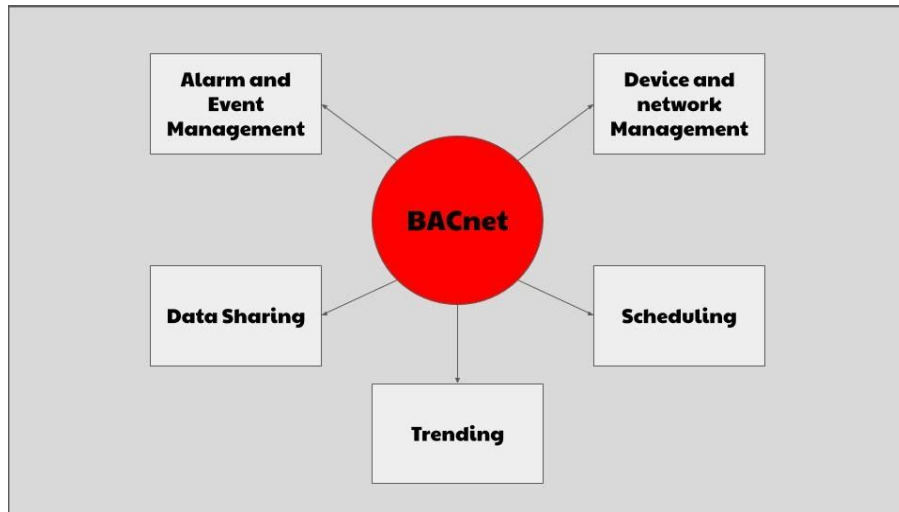 Alarm and
Event
Management
Device and
network
Management
BACnet
Data Sharing
Scheduling
Trending